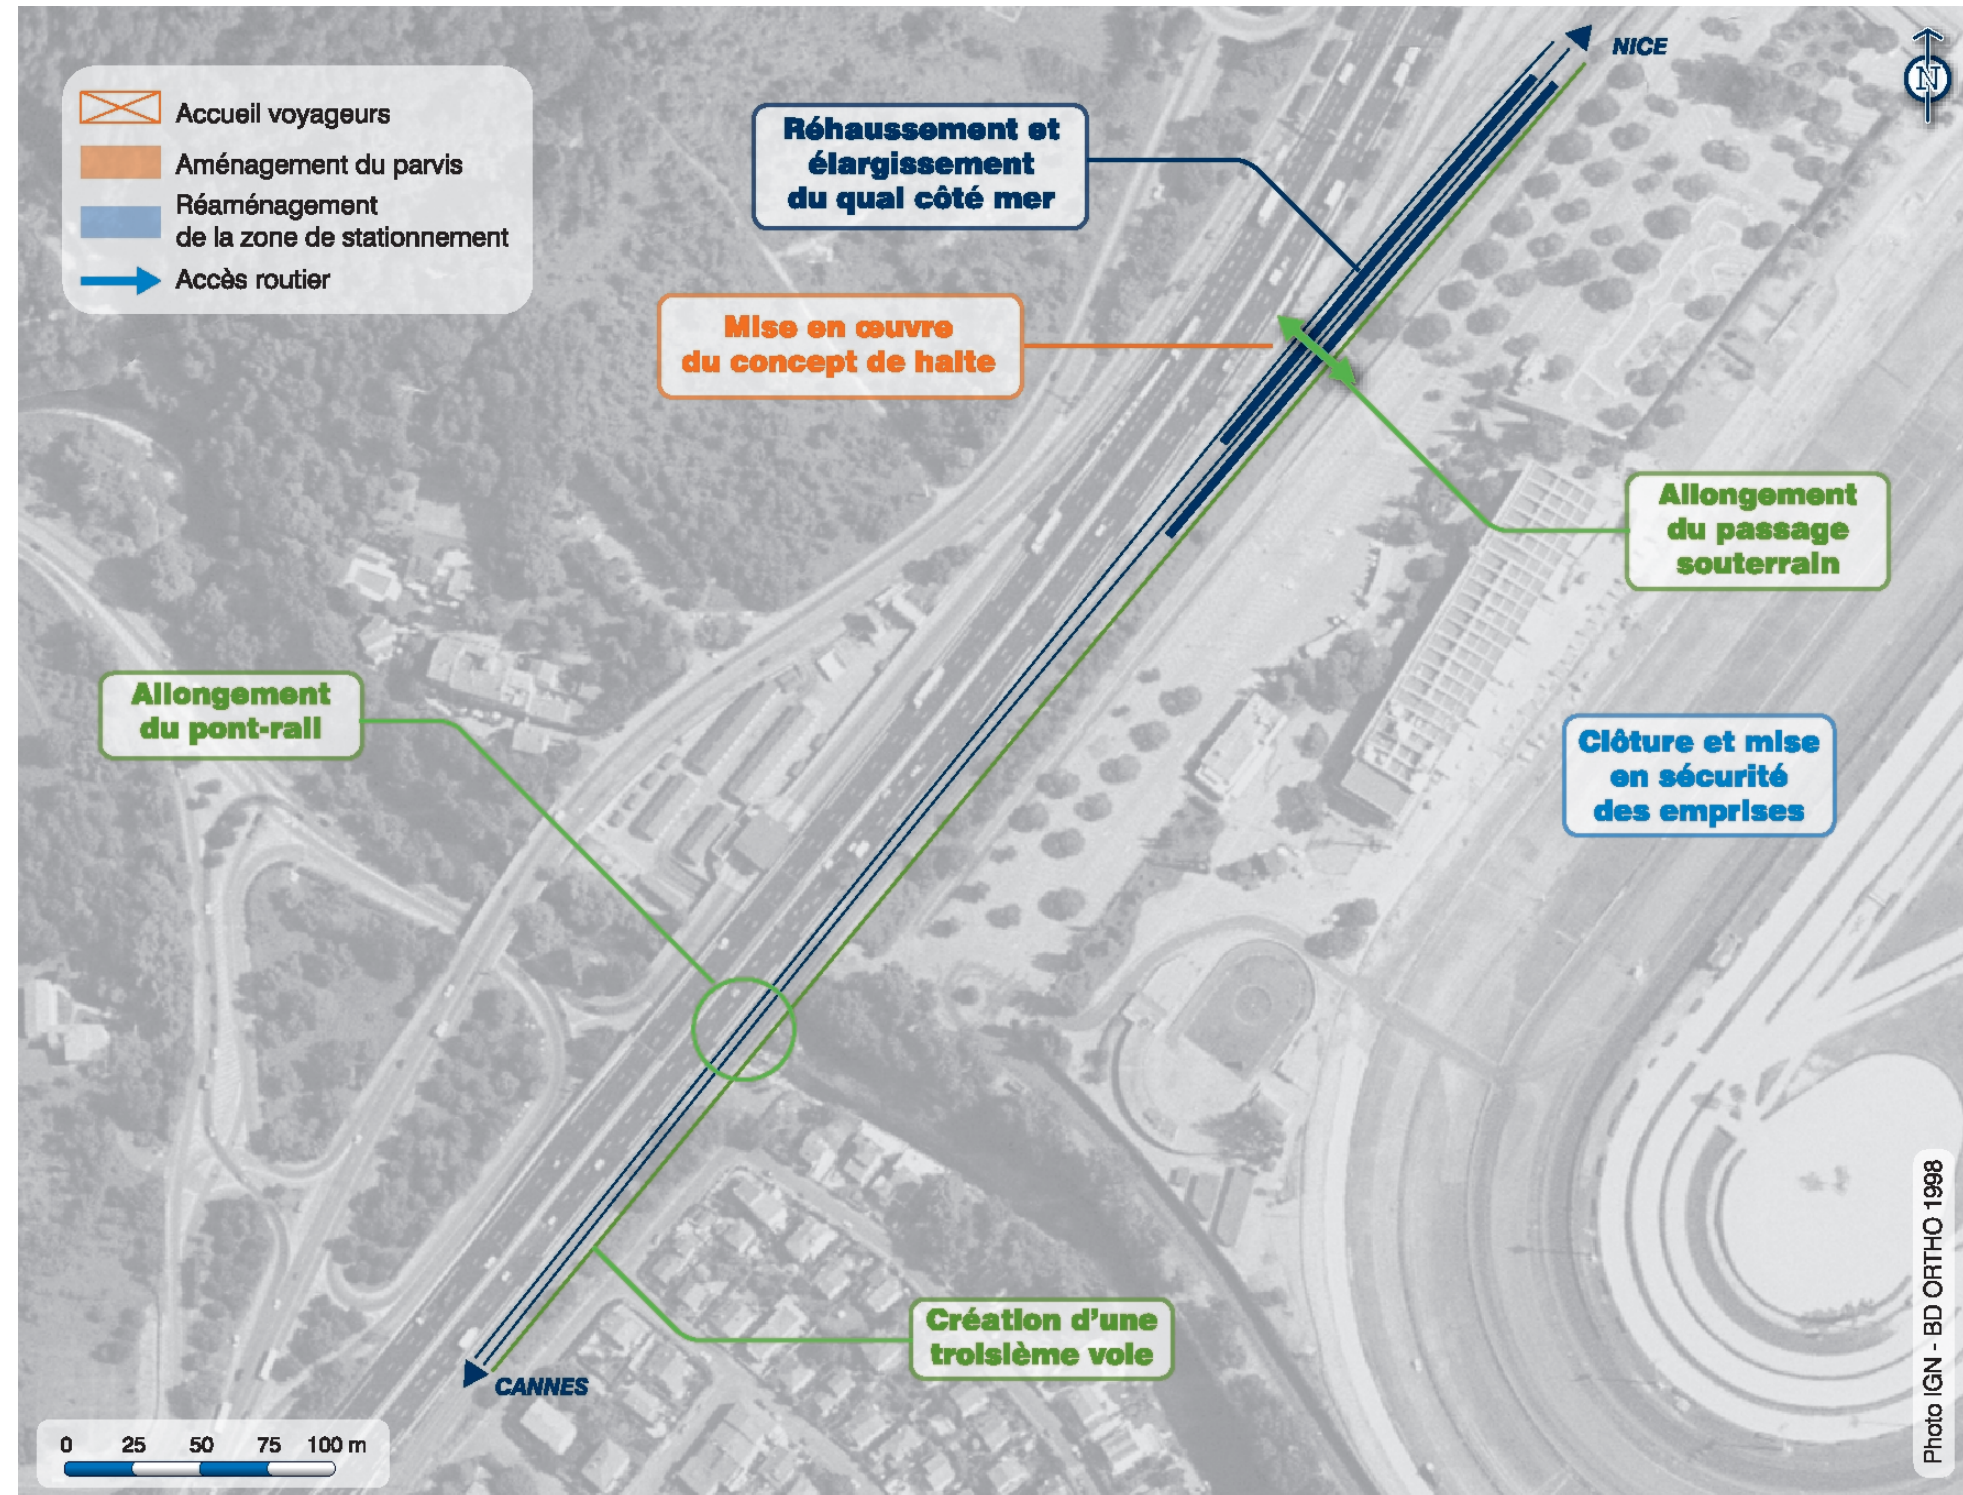 Accueil voyageurs
Aménagement du parvis
Réaménagement
de la zone de stationnement
Accès routier
NICE
N
Réhaussement et
élargissement
du quai côté mer
Mise en œuvre
du concept de halte
Allongement
du passage
souterrain
Allongement
du pont-rail
Clôture et mise
en sécurité
des emprises
Création d'une
troisième voie
CANNES
0 25 50 75 100 m
Photo IGN - BD ORTHO 1998